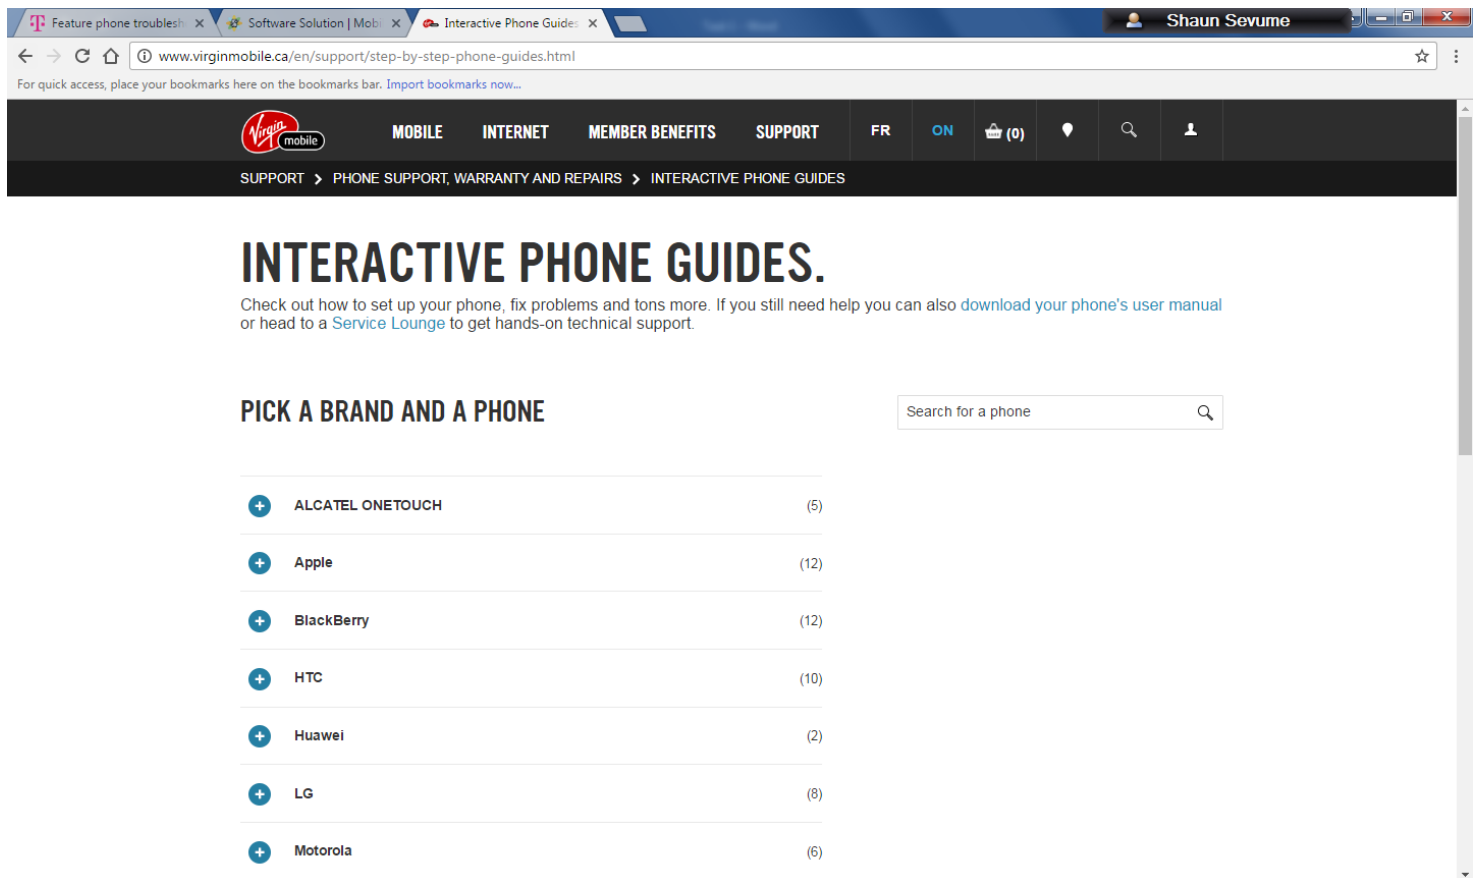 Feature phone troublesh
Software Solution | Mobi
Interactive Phone Guides
Shaun Sevume
www.virginmobile.ca/en/support/step-by-step-phone-guides.html
For quick access, place your bookmarks here on the bookmarks bar. Import bookmarks now...
Virgin mobile
MOBILE INTERNET MEMBER BENEFITS SUPPORT FR ON (0)
SUPPORT > PHONE SUPPORT, WARRANTY AND REPAIRS > INTERACTIVE PHONE GUIDES
INTERACTIVE PHONE GUIDES.
Check out how to set up your phone, fix problems and tons more. If you still need help you can also download your phone's user manual
or head to a Service Lounge to get hands-on technical support.
PICK A BRAND AND A PHONE
Search for a phone
ALCATEL ONETOUCH (5)
Apple (12)
BlackBerry (12)
HTC (10)
Huawei (2)
LG (8)
Motorola (6)